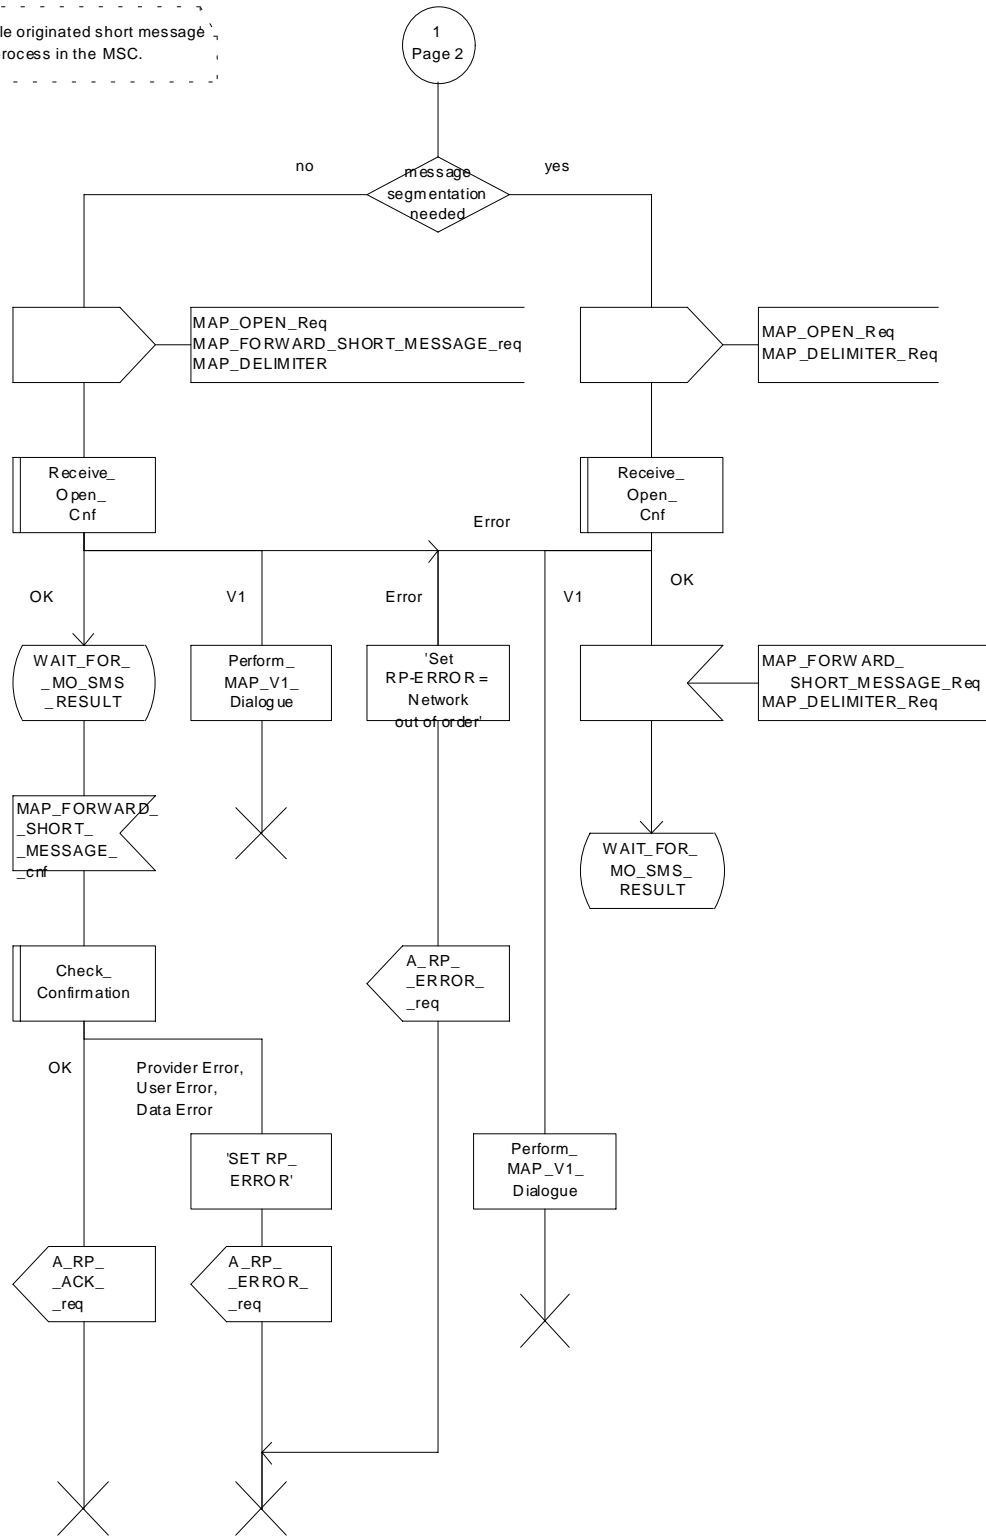 le originated short message
rocess in the MSC.
1
Page 2
no
message
segmentation
needed
yes
MAP_OPEN_Req
MAP_FORWARD_SHORT_MESSAGE_req
MAP_DELIMITER
MAP_OPEN_Req
MAP_DELIMITER_Req
Receive_
Open_
Cnf
Receive_
Open_
Cnf
Error
OK
V1
Error
V1
OK
WAIT_FOR_
_MO_SMS
_RESULT
Perform_
MAP_V1_
Dialogue
'Set
RP-ERROR =
Network
out of order'
MAP_FORWARD_
SHORT_MESSAGE_Req
MAP_DELIMITER_Req
MAP_FORWARD_
_SHORT_
_MESSAGE_
_cnf
WAIT_FOR_
MO_SMS_
RESULT
Check_
Confirmation
A_RP_
_ERROR_
_req
OK
Provider Error,
User Error,
Data Error
'SET RP_
ERROR'
Perform_
MAP_V1_
Dialogue
A_RP_
_ACK_
_req
A_RP_
_ERROR_
_req